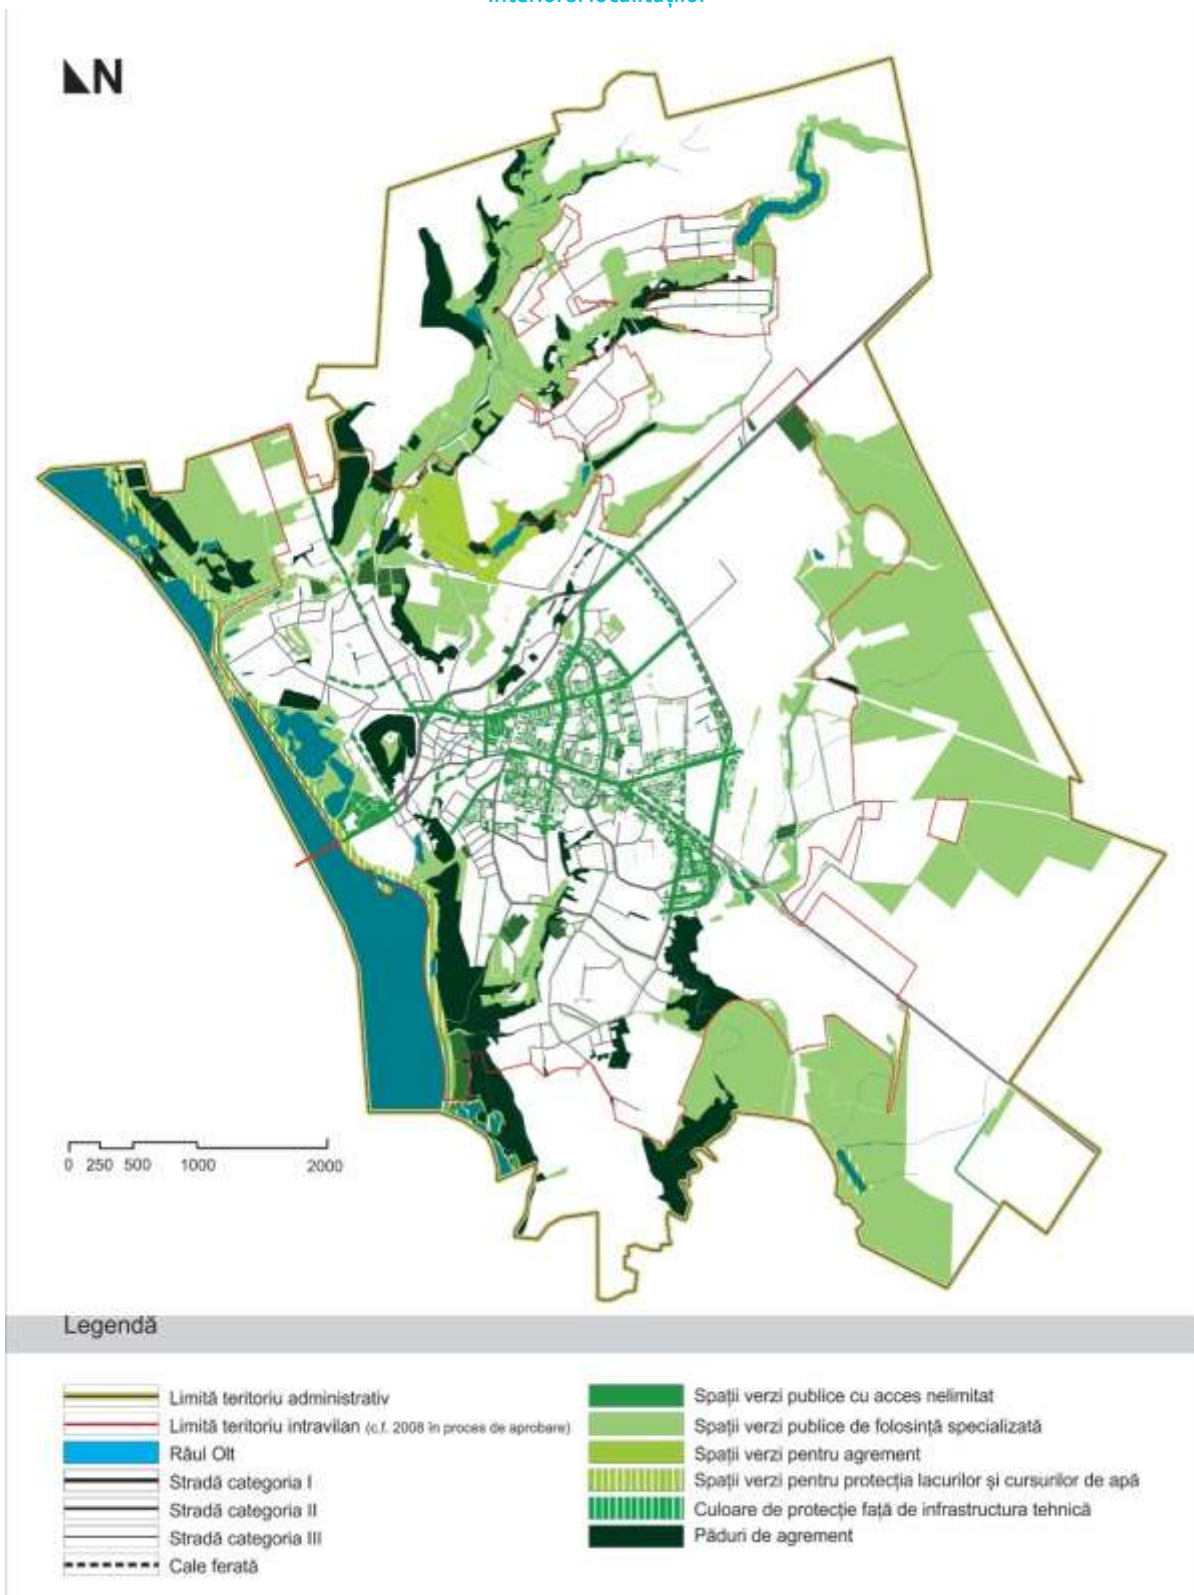 interiorul localităților
N
0 250 500 1000 2000
Legendă
Limită teritoriu administrativ
Limită teritoriu intravilan (c.f. 2008 în proces de aprobare)
Râul Olt
Stradă categoria I
Stradă categoria II
Stradă categoria III
Cale ferată
Spații verzi publice cu acces nelimitat
Spații verzi publice de folosință specializată
Spații verzi pentru agrement
Spații verzi pentru protecția lacurilor și cursurilor de apă
Culoare de protecție față de infrastructura tehnică
Păduri de agrement